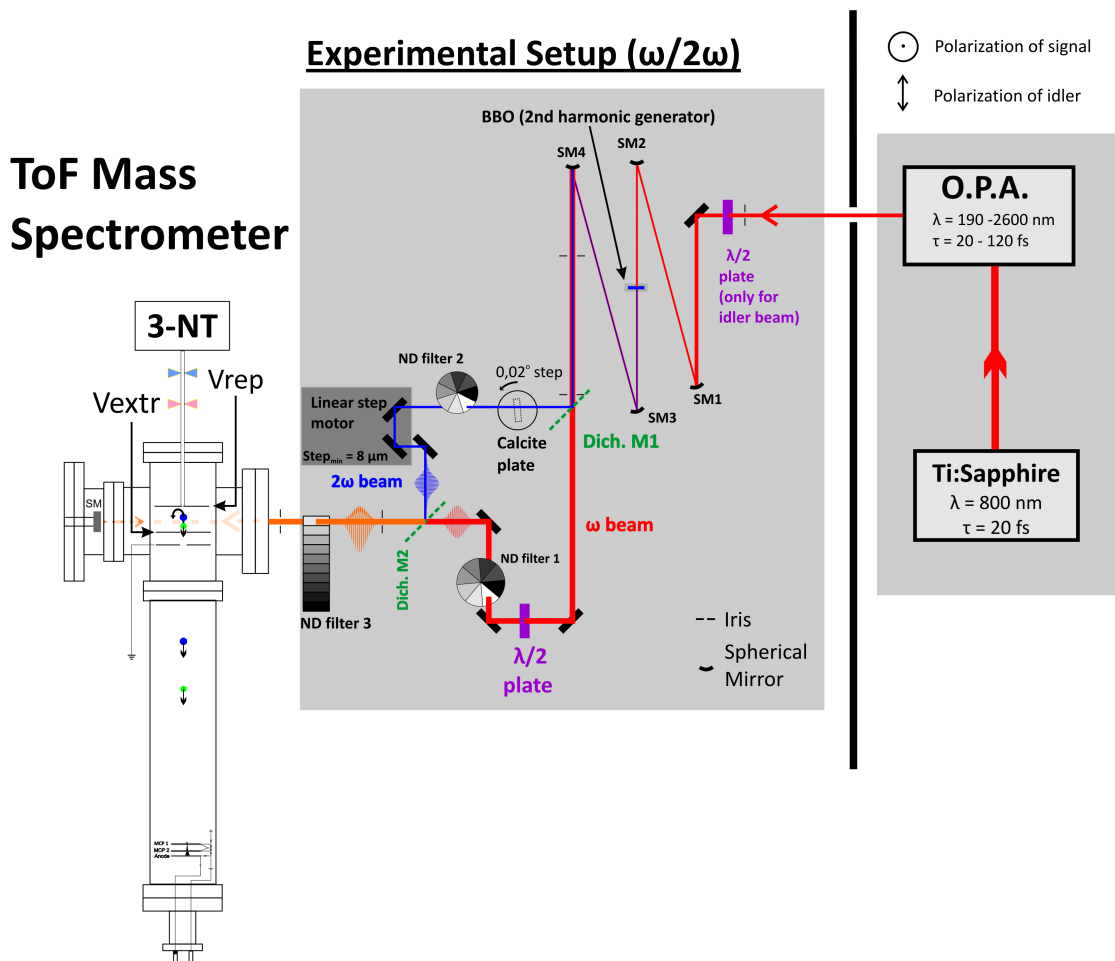 Experimental Setup (ω/2ω)
Polarization of signal
Polarization of idler
ToF Mass
Spectrometer
BBO (2nd harmonic generator)
SM4
SM2
O.P.A.
λ = 190 -2600 nm
τ = 20 - 120 fs
λ/2
plate
(only for
idler beam)
3-NT
Vrep
Vextr
ND filter 2
0,02° step
Linear step
motor
Stepmin = 8 μm
Calcite
plate
Dich. M1
SM3
SM1
Ti:Sapphire
λ = 800 nm
τ = 20 fs
2ω beam
ω beam
SM
Dich. M2
ND filter 1
ND filter 3
λ/2
plate
Iris
Spherical
Mirror
MCP 1
MCP 2
Anode